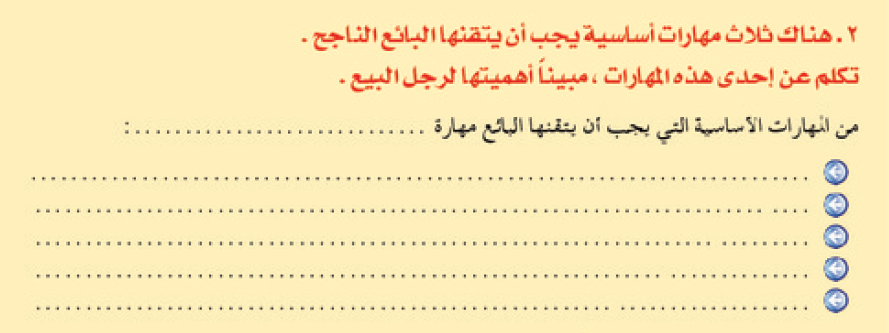 ٢. هناك ثلاث مهارات أساسية يجب أن يتقنها البائع الناجح.
تكلم عن إحدى هذه المهارات، مبيناً أهميتها لرجل البيع.
من المهارات الأساسية التي يجب أن يتقنها البائع مهارة .............................:
................................................................................
................................................................................
................................................................................
................................................................................
................................................................................